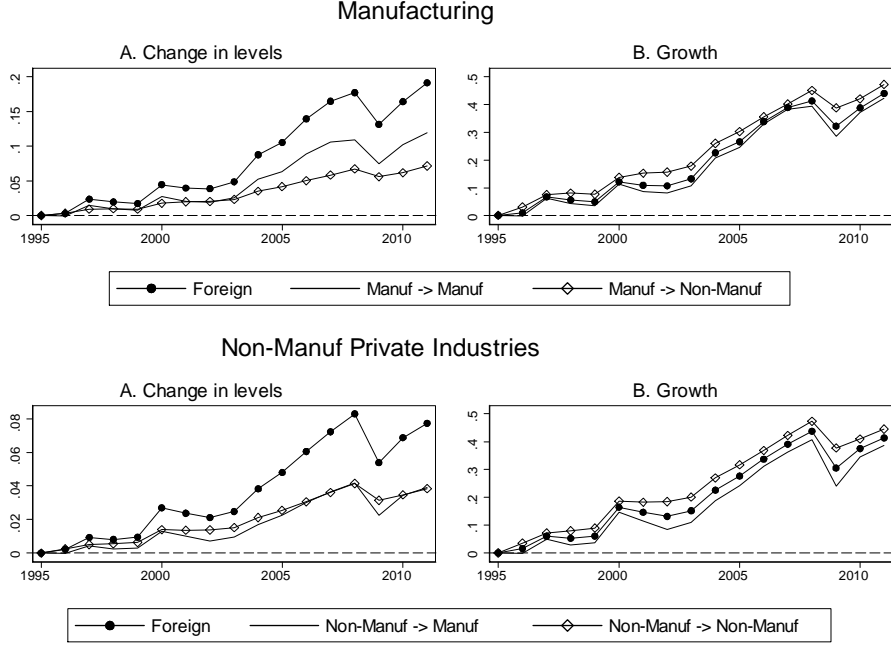 Manufacturing
A. Change in levels
B. Growth
.2
.15
.1
.05
0
1995 2000 2005 2010
.5
.4
.3
.2
.1
0
1995 2000 2005 2010
Foreign Manuf -> Manuf Manuf -> Non-Manuf
Non-Manuf Private Industries
A. Change in levels
B. Growth
.08
.06
.04
.02
0
1995 2000 2005 2010
.5
.4
.3
.2
.1
0
1995 2000 2005 2010
Foreign Non-Manuf -> Manuf Non-Manuf -> Non-Manuf